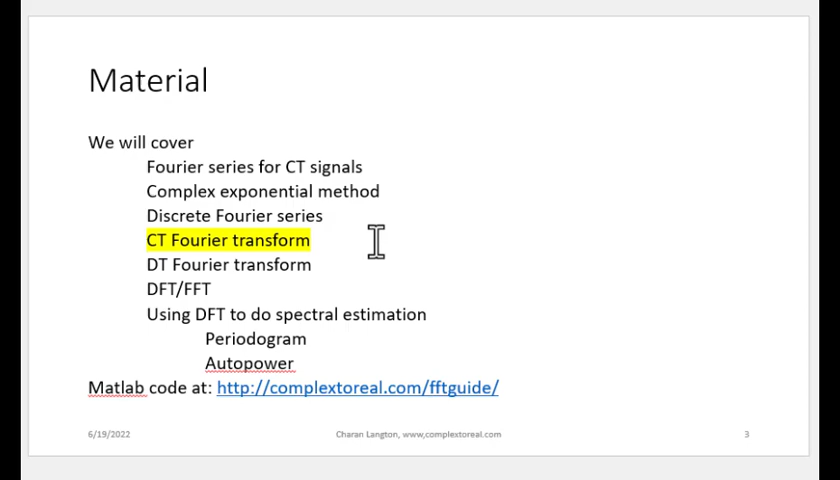 Material
We will cover
Fourier series for CT signals
Complex exponential method
Discrete Fourier series
CT Fourier transform
DT Fourier transform
DFT/FFT
Using DFT to do spectral estimation
Periodogram
Autopower
Matlab code at: http://complextoreal.com/fftguide/
6/19/2022
Charan Langton, www,complextoreal.com
3